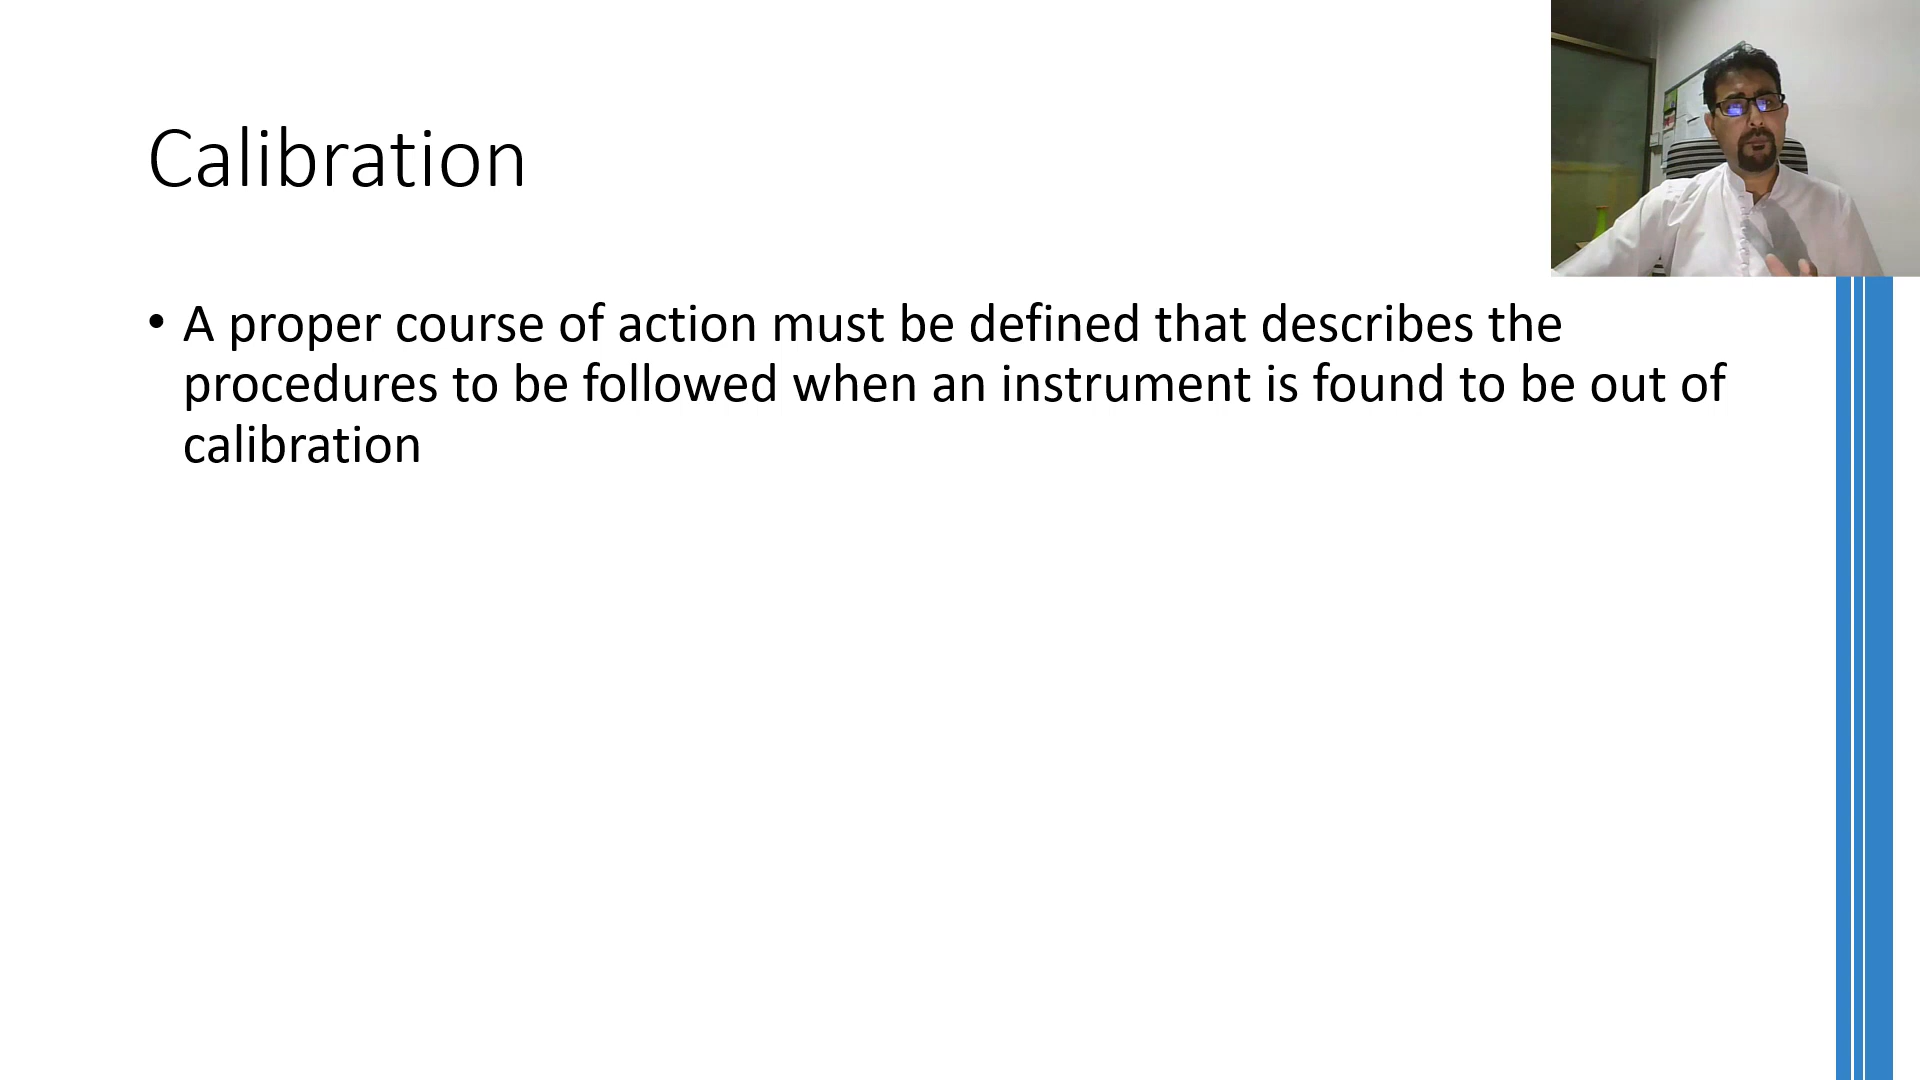 Calibration
• A proper course of action must be defined that describes the
procedures to be followed when an instrument is found to be out of
calibration